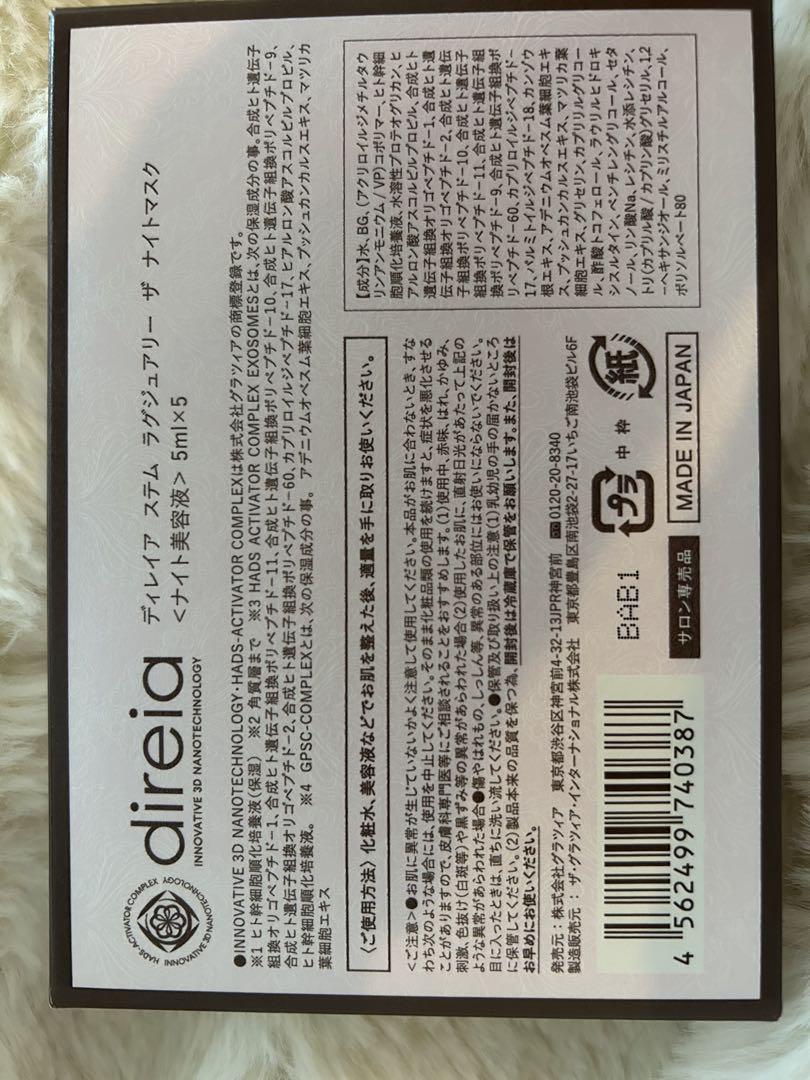 HADS-ACTIVATOR COMPLEX
INNOVATIVE 3D NANOTECHNOLOGY
direia
INNOVATIVE 3D NANOTECHNOLOGY
ディレイア ステム ラグジュアリー ザ ナイトマスク
<ナイト美容液> 5ml×5
●INNOVATIVE 3D NANOTECHNOLOGY・HADS-ACTIVATOR COMPLEXは株式会社グラツィアの商標登録です。
※1 ヒト幹細胞順化培養液(保湿) ※2 角質層まで ※3 HADS ACTIVATOR COMPLEX EXOSOMESとは、次の保湿成分の事。合成ヒト遺伝子
組換オリゴペプチド-1、合成ヒト遺伝子組換ポリペプチド-11、合成ヒト遺伝子組換ポリペプチド-10、合成ヒト遺伝子組換ポリペプチド-9、
合成ヒト遺伝子組換オリゴペプチド-2、合成ヒト遺伝子組換ポリペプチド-60、カプロイルジペプチド-17、ヒアルロン酸アスコルビルプロピル、
ヒト幹細胞順化培養液。 ※4 GPSC-COMPLEXとは、次の保湿成分の事。 アデニウムオベスム葉細胞エキス、ブッシュカンカルスエキス、マツリカ
葉細胞エキス
〈ご使用方法〉化粧水、美容液などでお肌を整えた後、適量を手に取りお使いください。
<ご注意>●お肌に異常が生じていないかよく注意して使用してください。本品がお肌に合わないとき、すな
わち次のような場合には、使用を中止してください。そのまま化粧品類の使用を続けますと、症状を悪化させる
ことがありますので、皮膚科専門医等にご相談されることをおすすめします。(1)使用中、赤味、はれ、かゆみ、
刺激、色抜け(白斑等)や黒ずみ等の異常があらわれた場合(2)使用したお肌に、直射日光があたって上記の
ような異常があらわれた場合●傷やはれもの、しっしん等、異常のある部位にはお使いにならないでください。
目に入ったときは、直ちに洗い流してください。●保管及び取り扱い上の注意(1)乳幼児の手の届かないところ
に保管してください。(2)製品本来の品質を保つ為、開封後は冷蔵庫で保管をお願いします。また、開封後は
お早めにお使いください。
【成分】水、BG、(アクリロイルジメチルタウ
リンアンモニウム/VP)コポリマー、ヒト幹細
胞順化培養液、水溶性プロテオグリカン、ヒ
アルロン酸アスコルビルプロピル、合成ヒト
遺伝子組換オリゴペプチド-1、合成ヒト遺
伝子組換オリゴペプチド-2、合成ヒト遺伝
子組換ポリペプチド-10、合成ヒト遺伝子
組換ポリペプチド-11、合成ヒト遺伝子組
換ポリペプチド-9、合成ヒト遺伝子組換ポ
リペプチド-60、カプロイルジペプチド-
17、パルミトイルジペプチド-18、カンゾウ
根エキス、アデニウムオベスム葉細胞エキ
ス、ブッシュカンカルスエキス、マツリカ葉
細胞エキス、グリセリン、カプリリルグリコー
ル、酢酸トコフェロール、ラウリルヒドロキ
シスルタイン、ペンチレングリコール、セタ
ノール、リン酸Na、レシチン、水添レシチン、
トリ(カプリル酸/カプリン酸)グリセリル、1,2
-ヘキサンジオール、ミリスチルアルコール、
ポリソルベート80
発売元:株式会社グラツィア 東京都渋谷区神宮前4-32-13JPR神宮前 0120-20-8340
製造販売元:ザ・グラツィア・インターナショナル株式会社 東京都豊島区南池袋2-27-17いちご南池袋ビル6F
4 562499 740387
BAB1
サロン専売品
プラ
中枠
紙
MADE IN JAPAN